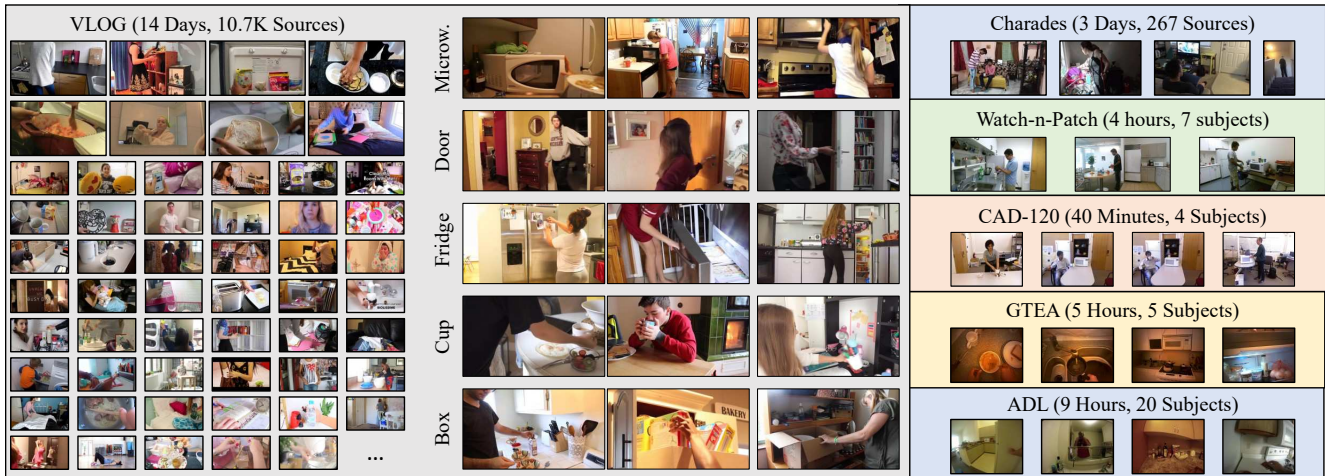 VLOG (14 Days, 10.7K Sources)
...
Microw.
Door
Fridge
Cup
Box
BAKERY
Charades (3 Days, 267 Sources)
Watch-n-Patch (4 hours, 7 subjects)
CAD-120 (40 Minutes, 4 Subjects)
GTEA (5 Hours, 5 Subjects)
ADL (9 Hours, 20 Subjects)